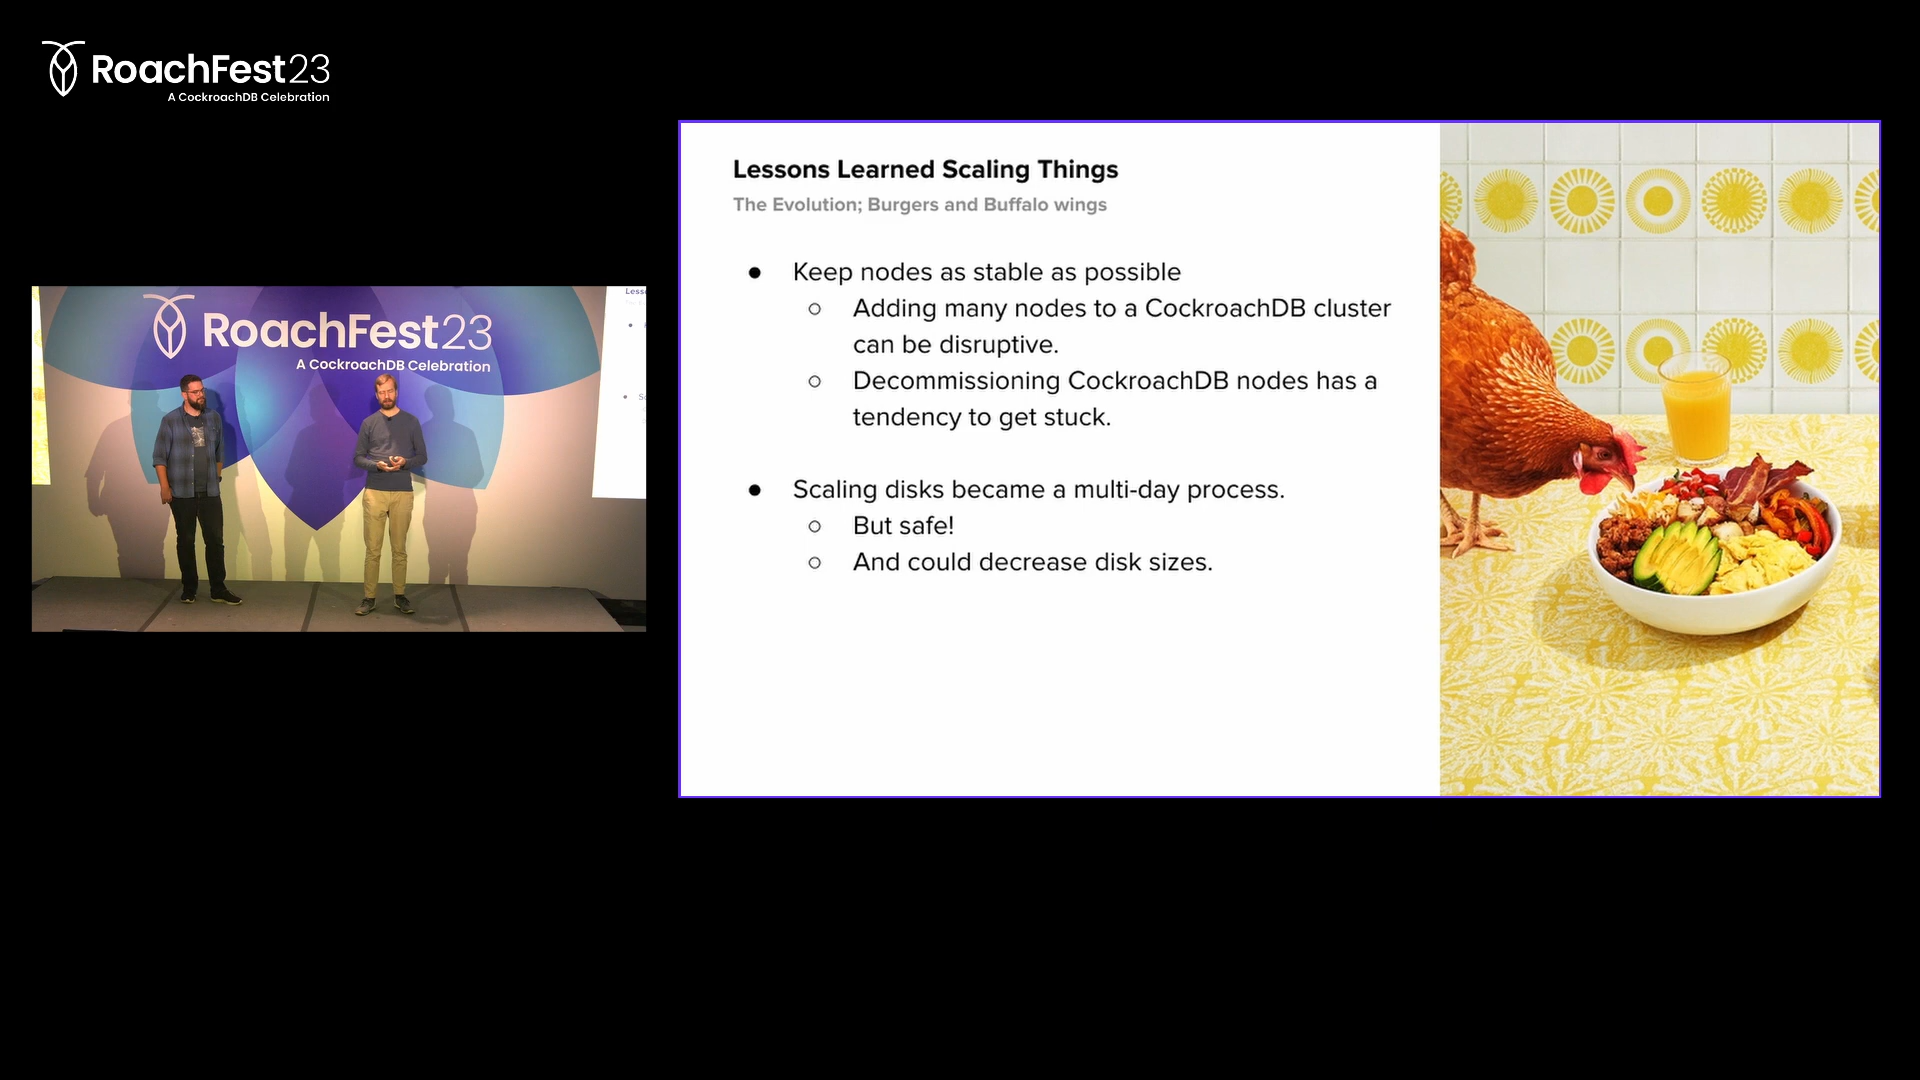 RoachFest23
A CockroachDB Celebration
Lessons Learned Scaling Things
The Evolution; Burgers and Buffalo wings
● Keep nodes as stable as possible
○ Adding many nodes to a CockroachDB cluster
can be disruptive.
○ Decommissioning CockroachDB nodes has a
tendency to get stuck.
● Scaling disks became a multi-day process.
○ But safe!
○ And could decrease disk sizes.
RoachFest23
A CockroachDB Celebration
Less